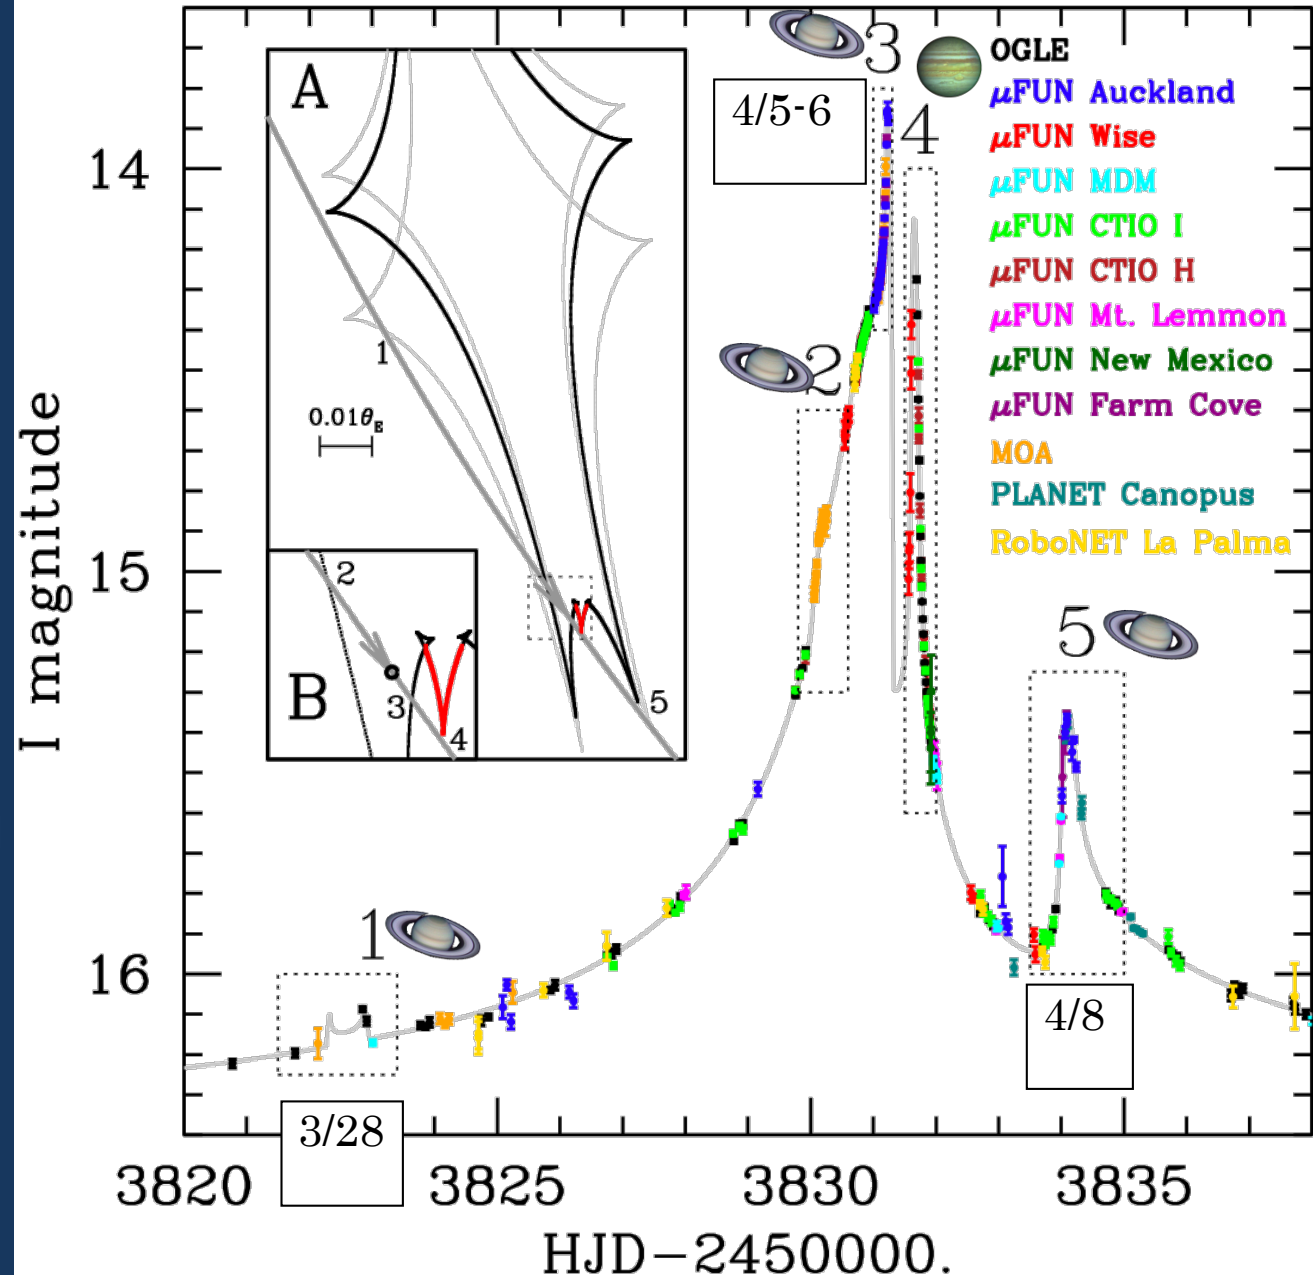 3
4/5-6
4
OGLE
μFUN Auckland
μFUN Wise
μFUN MDM
μFUN CTIO I
μFUN CTIO H
μFUN Mt. Lemmon
μFUN New Mexico
μFUN Farm Cove
MOA
PLANET Canopus
RoboNET La Palma
A
1
0.01θE
5
B
2
3
4
2
5
4/8
1
3/28
14
15
16
I magnitude
3820
3825
3830
3835
HJD-2450000.